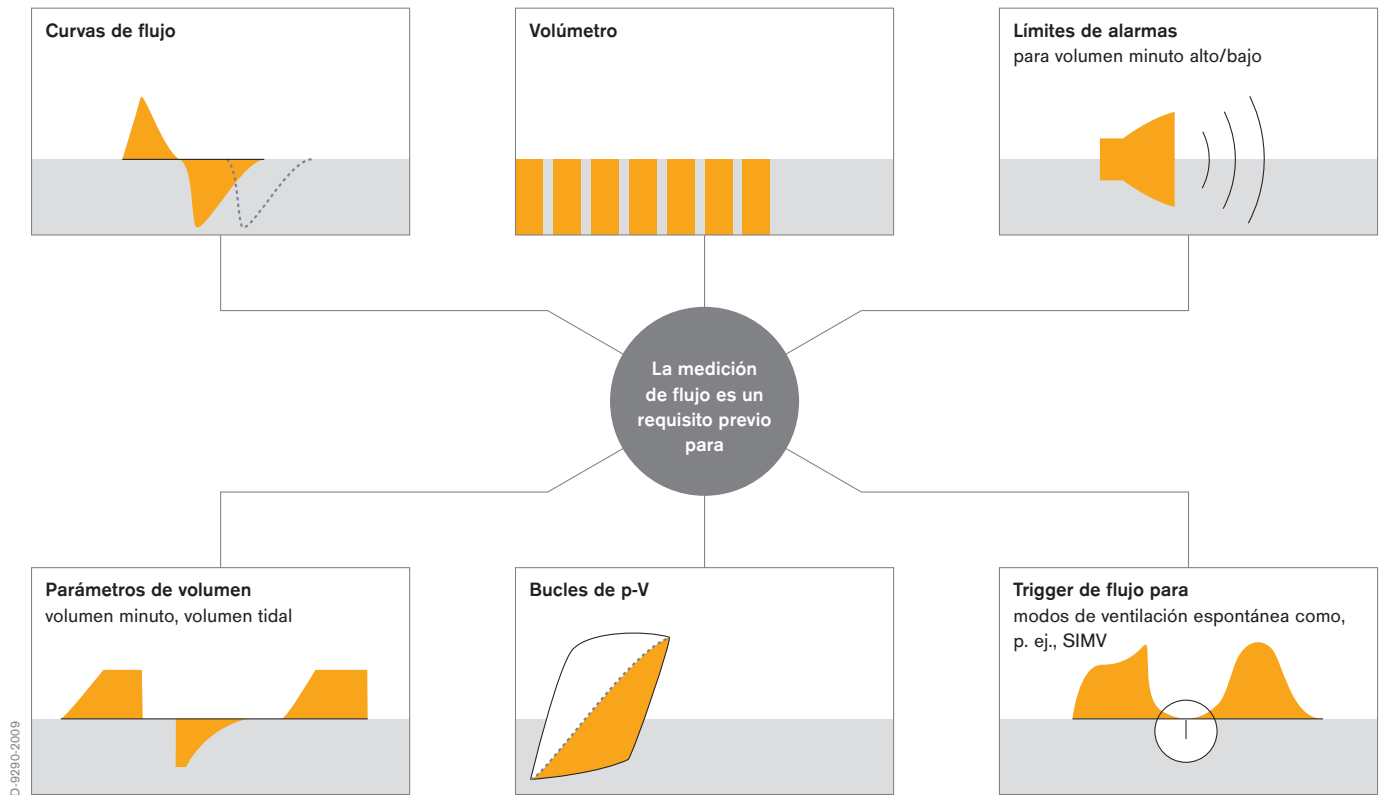 Curvas de flujo
Volúmetro
Límites de alarmas
para volumen minuto alto/bajo
La medición
de flujo es un
requisito previo
para
Parámetros de volumen
volumen minuto, volumen tidal
Bucles de p-V
Trigger de flujo para
modos de ventilación espontánea como,
p. ej., SIMV
D-9290-2009